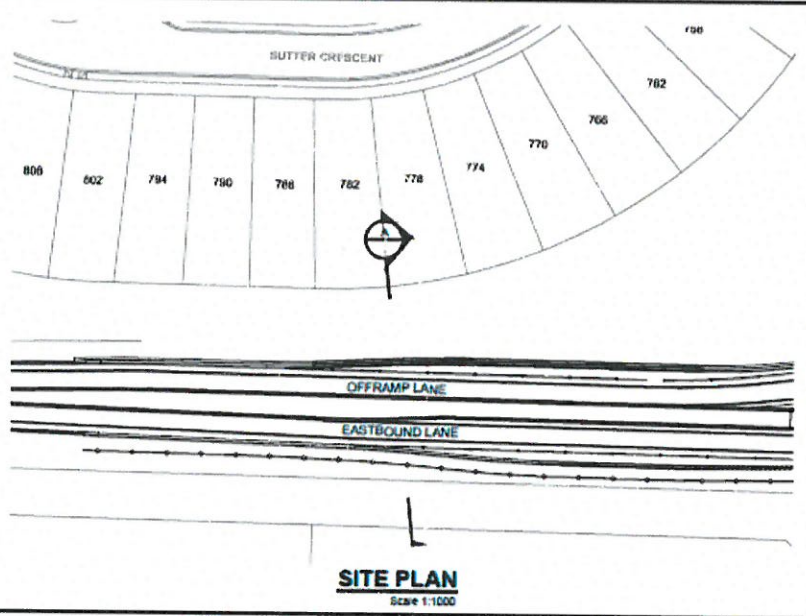 SUTTER CRESCENT
762
766
770
774
778
782
786
790
794
802
806
A
OFFRAMP LANE
EASTBOUND LANE
SITE PLAN
Scale 1:1000